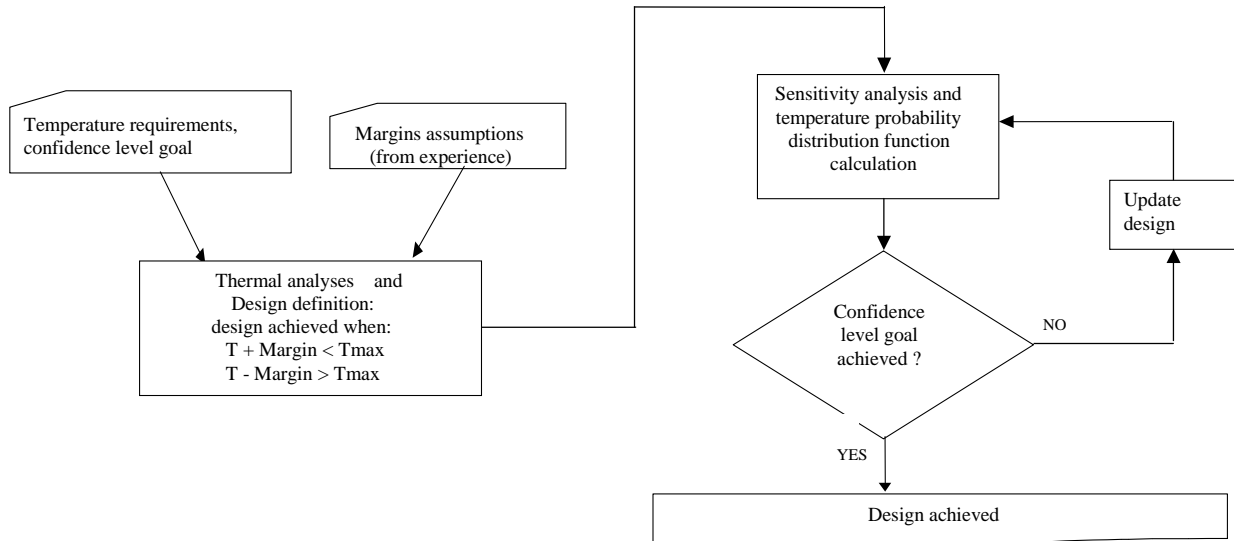 Temperature requirements,
confidence level goal
Margins assumptions
(from experience)
Thermal analyses and
Design definition:
design achieved when:
T + Margin < Tmax
T - Margin > Tmax
Sensitivity analysis and
temperature probability
distribution function
calculation
Update
design
Confidence
level goal
achieved ?
NO
YES
Design achieved